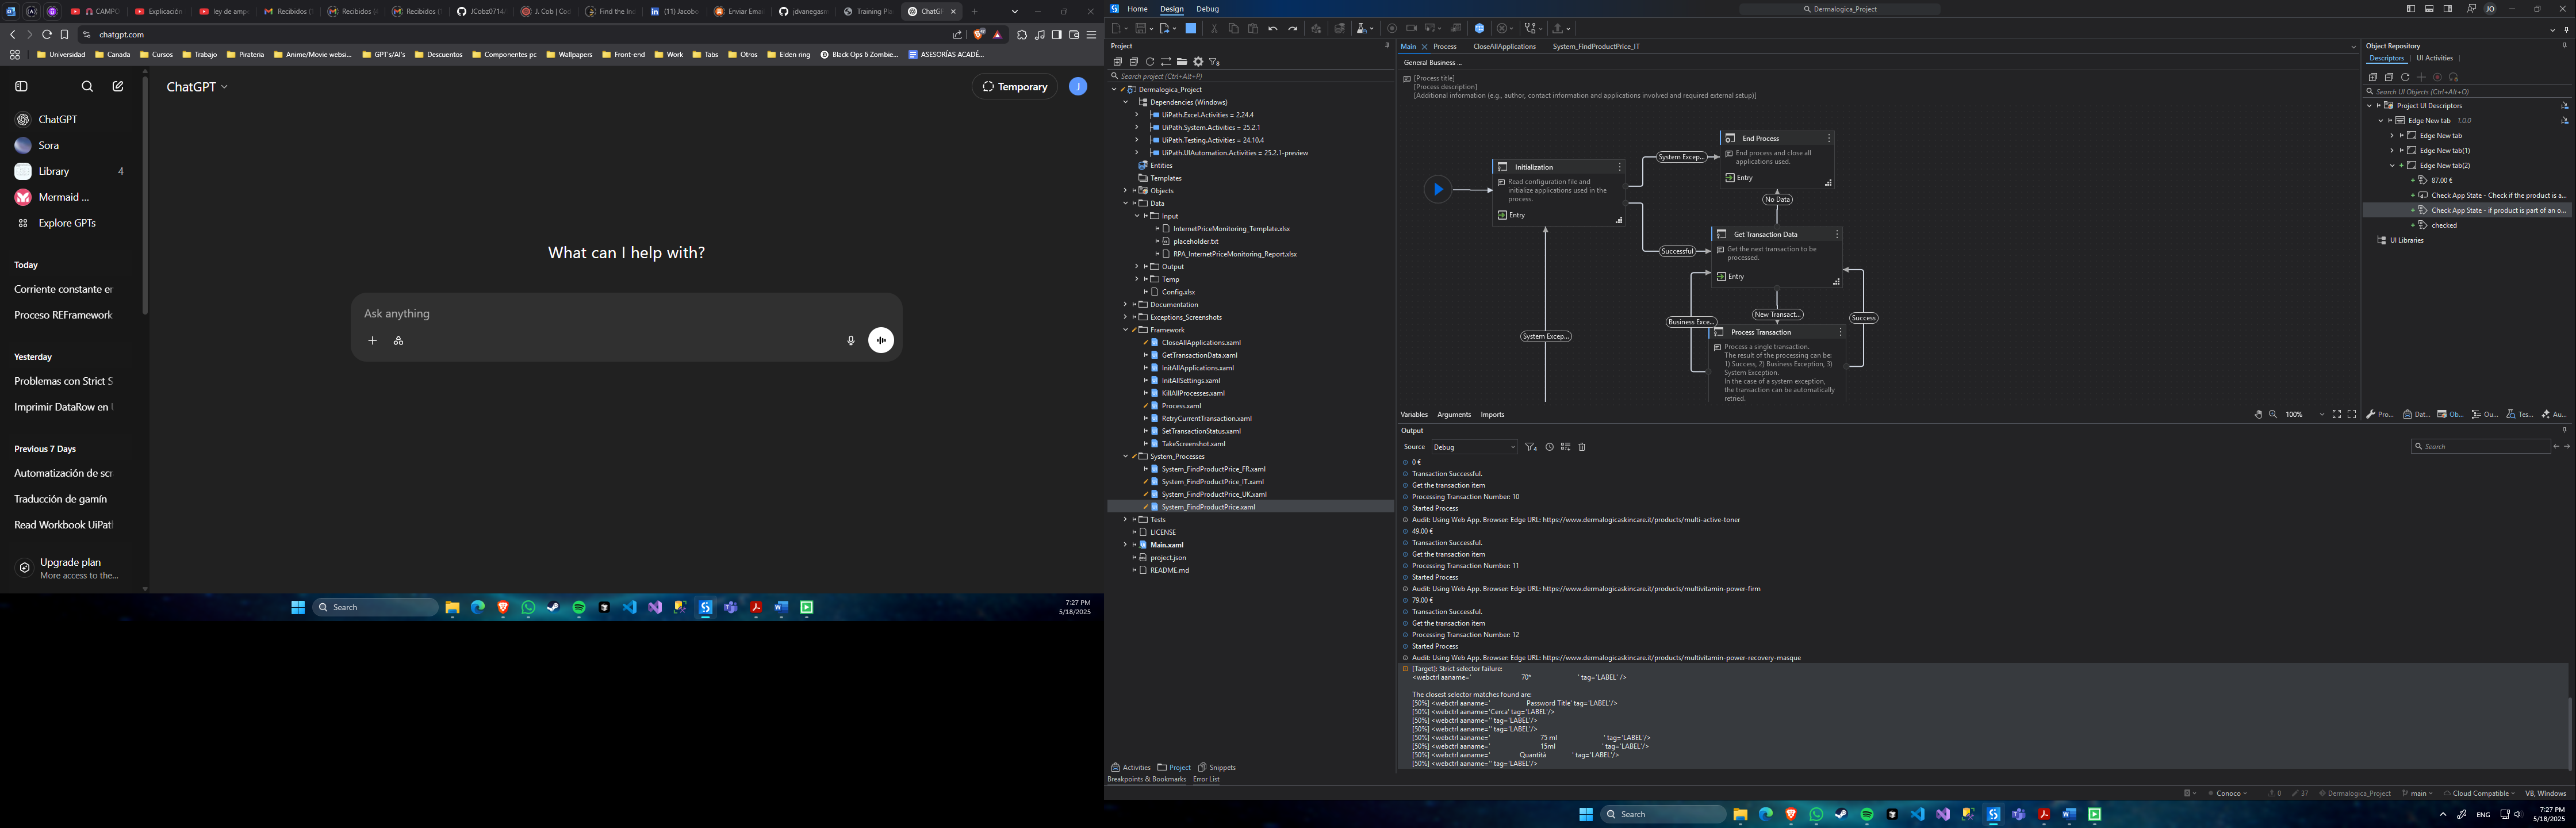 CAMPO
Explicación
ley de amp
Recibidos (
Recibidos (
Recibidos (
JCobz0714/
J. Cob | Cod
Find the Int
(11) Jacobo
Enviar Emai
jdvanegasr
Training Pla
ChatGP
chatgpt.com
Universidad
Canada
Cursos
Trabajo
Pirateria
Anime/Movie websi...
GPT's/AI's
Descuentos
Componentes pc
Wallpapers
Front-end
Work
Tabs
Otros
Elden ring
Black Ops 6 Zombie...
ASESORÍAS ACADÉ...
ChatGPT
Temporary
J
ChatGPT
Sora
Library 4
Mermaid ...
Explore GPTs
Today
Corriente constante er
Proceso REFramework
Yesterday
Problemas con Strict S
Imprimir DataRow en
Previous 7 Days
Automatización de scr
Traducción de gamín
Read Workbook UiPat
Upgrade plan
More access to the...
What can I help with?
Ask anything
Search
7:27 PM
5/18/2025
Home Design Debug
Dermalogica_Project
JO
Project
Search project (Ctrl+Alt+P)
Dermalogica_Project
Dependencies (Windows)
UiPath.Excel.Activities = 2.24.4
UiPath.System.Activities = 25.2.1
UiPath.Testing.Activities = 24.10.4
UiPath.UIAutomation.Activities = 25.2.1-preview
Entities
Templates
Objects
Data
Input
InternetPriceMonitoring_Template.xlsx
placeholder.txt
RPA_InternetPriceMonitoring_Report.xlsx
Output
Temp
Config.xlsx
Documentation
Exceptions_Screenshots
Framework
CloseAllApplications.xaml
GetTransactionData.xaml
InitAllApplications.xaml
InitAllSettings.xaml
KillAllProcesses.xaml
Process.xaml
RetryCurrentTransaction.xaml
SetTransactionStatus.xaml
TakeScreenshot.xaml
System_Processes
System_FindProductPrice_FR.xaml
System_FindProductPrice_IT.xaml
System_FindProductPrice_UK.xaml
System_FindProductPrice.xaml
Tests
LICENSE
Main.xaml
project.json
README.md
Activities Project Snippets
Breakpoints & Bookmarks Error List
Main Process CloseAllApplications System_FindProductPrice_IT
General Business ...
[Process title]
[Process description]
[Additional information (e.g., author, contact information and applications involved and required external setup)]
Initialization
Read configuration file and
initialize applications used in the
process.
Entry
System Excep...
End Process
End process and close all
applications used.
Entry
No Data
Successful
Get Transaction Data
Get the next transaction to be
processed.
Entry
New Transact...
Business Exce...
Success
System Excep...
Process Transaction
Process a single transaction.
The result of the processing can be:
1) Success, 2) Business Exception, 3)
System Exception.
In the case of a system exception,
the transaction can be automatically
retried.
Variables Arguments Imports
100%
Output
Source Debug
Search
0 €
Transaction Successful.
Get the transaction item
Processing Transaction Number: 10
Started Process
Audit: Using Web App. Browser: Edge URL: https://www.dermalogicaskincare.it/products/multi-active-toner
49.00 €
Transaction Successful.
Get the transaction item
Processing Transaction Number: 11
Started Process
Audit: Using Web App. Browser: Edge URL: https://www.dermalogicaskincare.it/products/multivitamin-power-firm
79.00 €
Transaction Successful.
Get the transaction item
Processing Transaction Number: 12
Started Process
Audit: Using Web App. Browser: Edge URL: https://www.dermalogicaskincare.it/products/multivitamin-power-recovery-masque
[Target]: Strict selector failure:
<webctrl aaname=' 70* ' tag='LABEL' />
The closest selector matches found are:
[50%] <webctrl aaname=' Password Title' tag='LABEL'/>
[50%] <webctrl aaname='Cerca' tag='LABEL'/>
[50%] <webctrl aaname='' tag='LABEL'/>
[50%] <webctrl aaname='' tag='LABEL'/>
[50%] <webctrl aaname=' 75 ml ' tag='LABEL'/>
[50%] <webctrl aaname=' 15ml ' tag='LABEL'/>
[50%] <webctrl aaname=' Quantità ' tag='LABEL'/>
[50%] <webctrl aaname='' tag='LABEL'/>
Object Repository
Descriptors UI Activities
Search UI Objects (Ctrl+Alt+O)
Project UI Descriptors
Edge New tab 1.0.0
Edge New tab
Edge New tab(1)
Edge New tab(2)
87.00 €
Check App State - Check if the product is a...
Check App State - if product is part of an o...
checked
UI Libraries
Pro... Dat... Ob... Ou... Tes... Au...
Conoco
0
37
Dermalogica_Project
main
Cloud Compatible
VB, Windows
Search
ENG
7:27 PM
5/18/2025